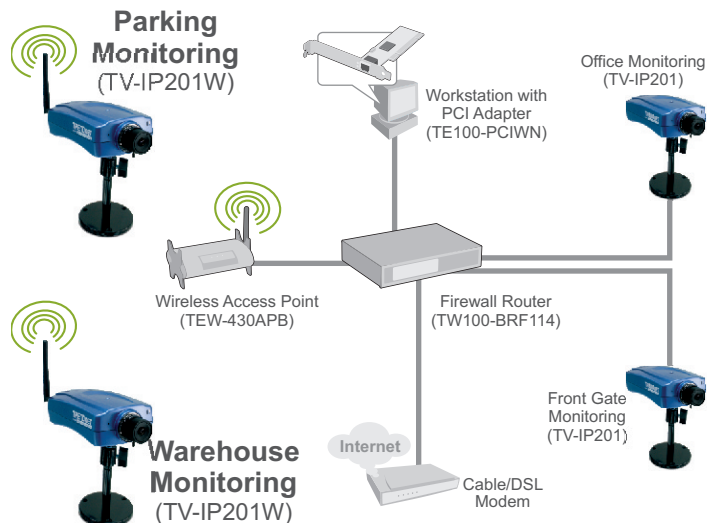 Parking
Monitoring
(TV-IP201W)
Workstation with
PCI Adapter
(TE100-PCIWN)
Office Monitoring
(TV-IP201)
Wireless Access Point
(TEW-430APB)
Firewall Router
(TW100-BRF114)
Warehouse
Monitoring
(TV-IP201W)
Internet
Cable/DSL
Modem
Front Gate
Monitoring
(TV-IP201)